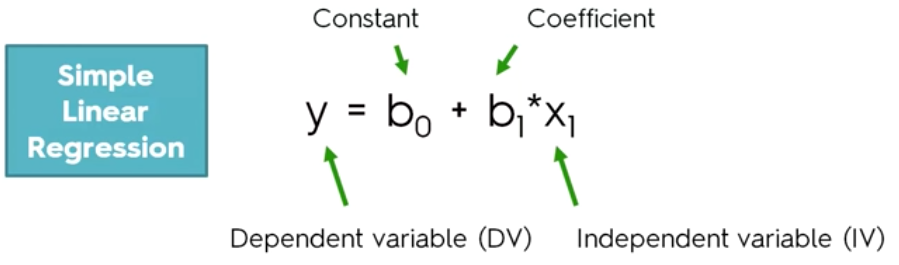 Constant
Coefficient
Simple
Linear
Regression
y = b₀ + b₁*x₁
Dependent variable (DV)
Independent variable (IV)